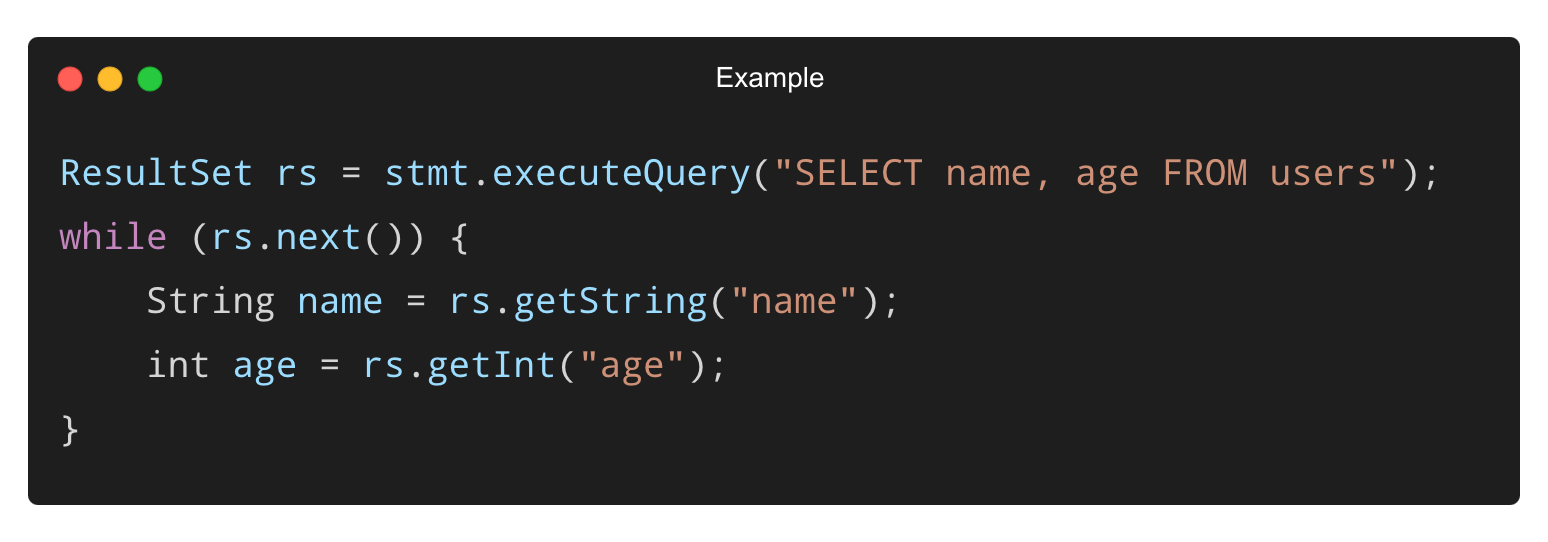 Example
ResultSet rs = stmt.executeQuery("SELECT name, age FROM users");
while (rs.next()) {
    String name = rs.getString("name");
    int age = rs.getInt("age");
}